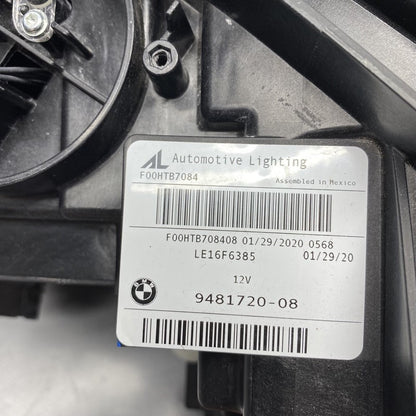 AL Automotive Lighting
F00HTB7084
Assembled in Mexico
F00HTB708408 01/29/2020 0568
LE16F6385 01/29/20
12V
BMW
9481720-08